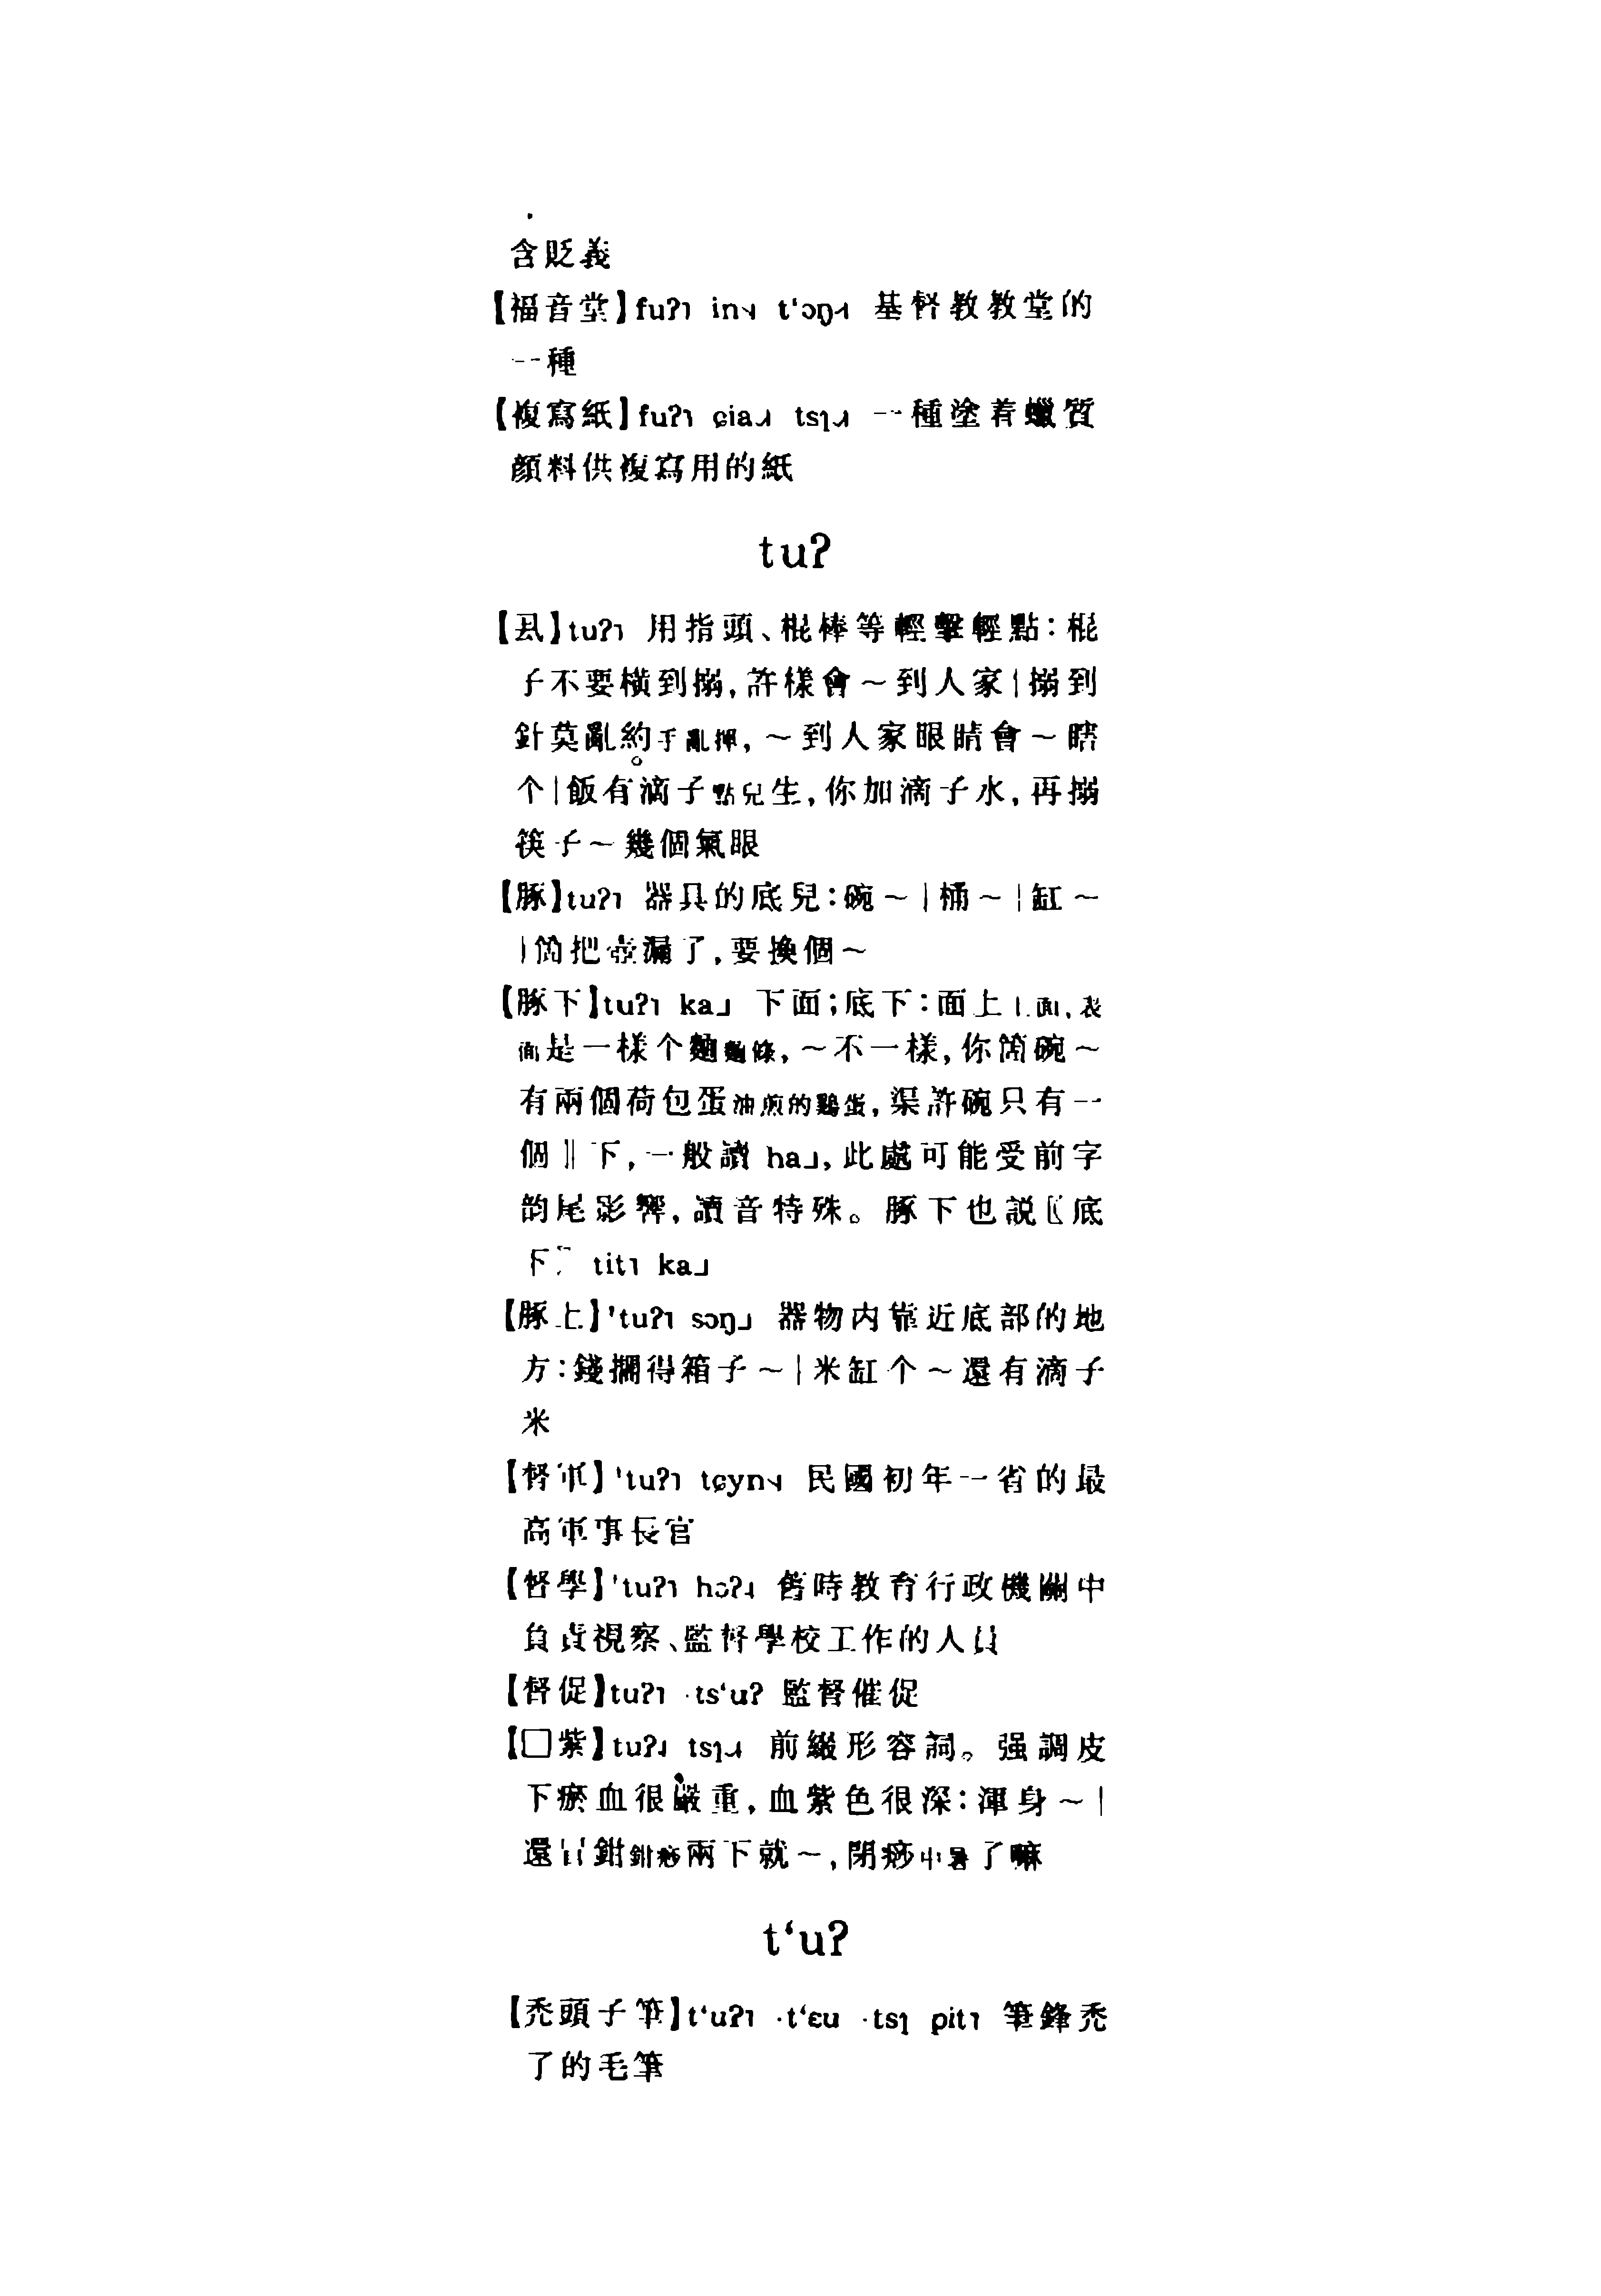 含貶義
【福音堂】fuʔ˥ in˨ t‘ɔŋ˨ 基督教教堂的
一種
【複寫紙】fuʔ˥ ɕia˩ tsɿ˨ 一種塗着蠟質
顏料供複寫用的紙
tuʔ
【㞘】tuʔ˥ 用指頭、棍棒等輕擊輕點：棍
子不要橫到搦，許樣會～到人家｜搦到
針莫亂約手亂揮，～到人家眼睛會～瞎
个｜飯有滴子點兒生，你加滴子水，再搦
筷子～幾個氣眼
【豚】tuʔ˥ 器具的底兒：碗～｜桶～｜缸～
｜箇把壺漏了，要換個～
【豚下】tuʔ˥ ka˩ 下面；底下：面上上面，表
面是一樣个麵麵條，～不一樣，你箇碗～
有兩個荷包蛋油煎的雞蛋，渠許碗只有一
個‖下，一般讀 ha˩，此處可能受前字
韵尾影響，讀音特殊。豚下也説〖底
下〗 tit˥ ka˩
【豚上】'tuʔ˥ sɔŋ˩ 器物内靠近底部的地
方：錢擱得箱子～｜米缸个～還有滴子
米
【督軍】'tuʔ˥ tɕyn˨ 民國初年一省的最
高軍事長官
【督學】'tuʔ˥ hɔʔ˨ 舊時教育行政機關中
負責視察、監督學校工作的人員
【督促】tuʔ˥ ·ts‘uʔ 監督催促
【□紫】tuʔ˨ tsɿ˨ 前綴形容詞。强調皮
下瘀血很嚴重，血紫色很深：渾身～｜
還冒鉗鉗痧兩下就～，閉痧中暑了嘛
t‘uʔ
【禿頭子筆】t‘uʔ˥ ·t‘ɛu ·tsɿ pit˥ 筆鋒禿
了的毛筆